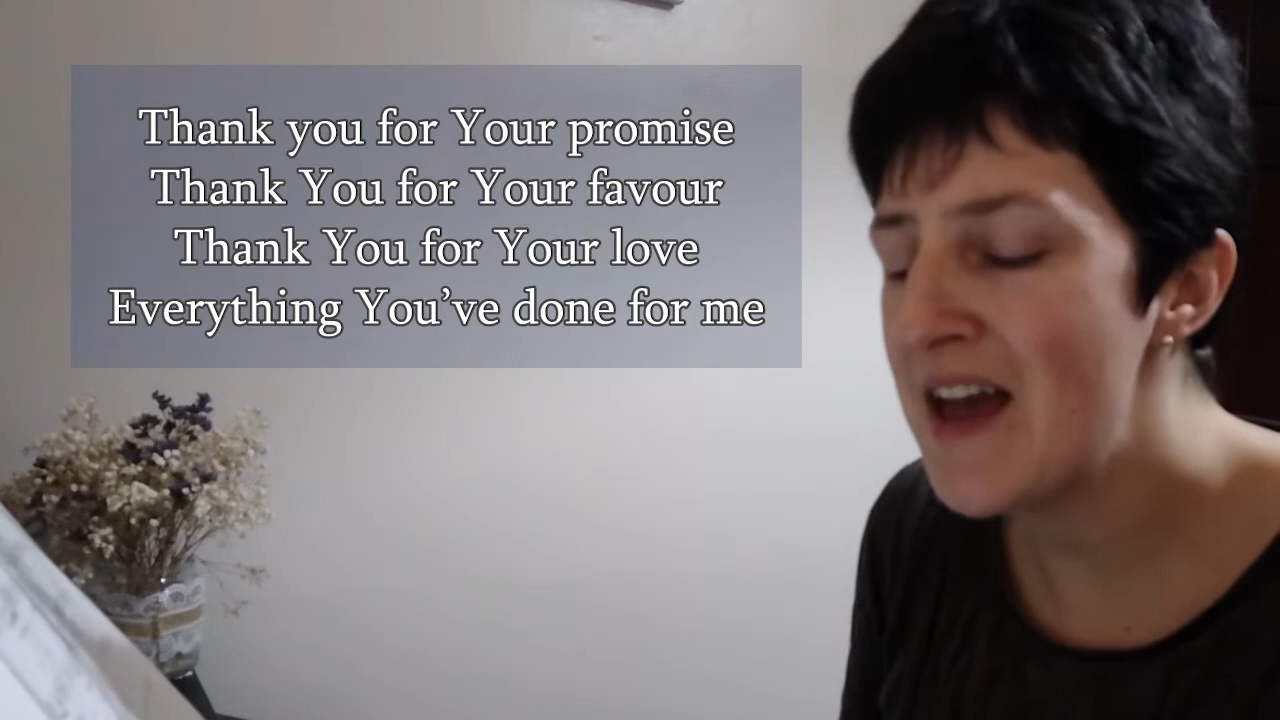 Thank you for Your promise
Thank You for Your favour
Thank You for Your love
Everything You’ve done for me